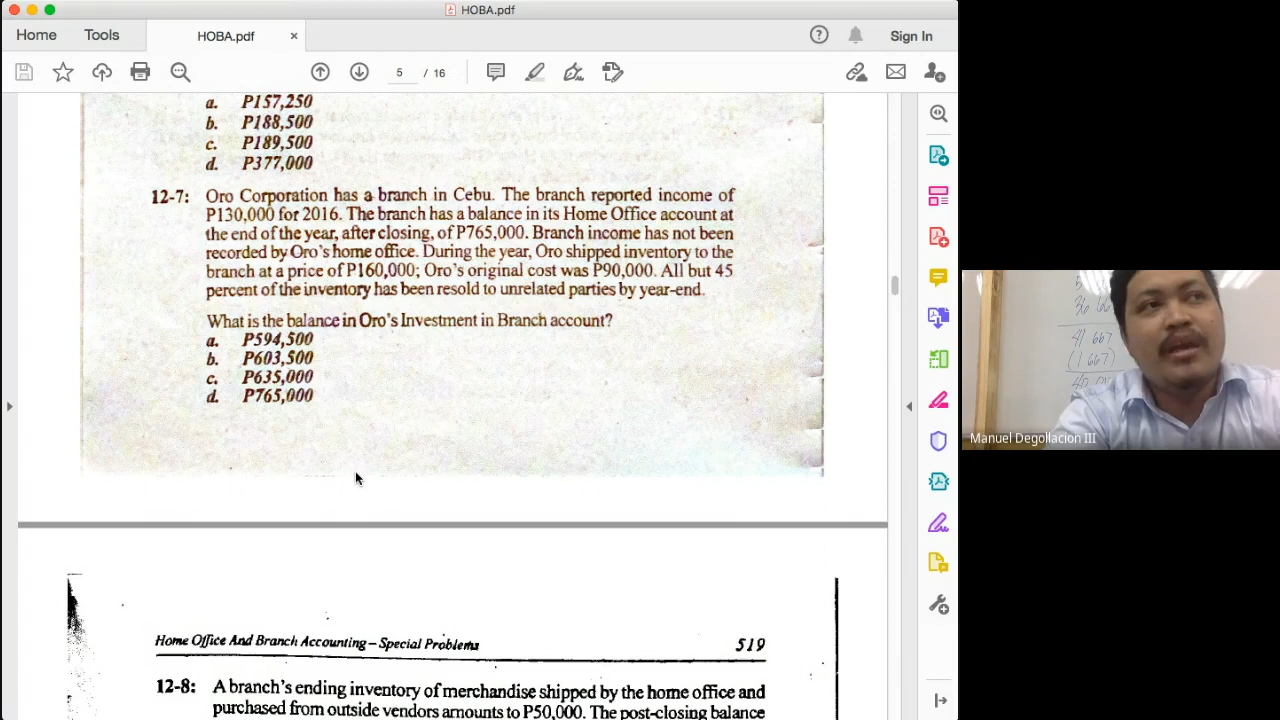 HOBA.pdf
Home
Tools
HOBA.pdf
×
Sign In
5 / 16
a. P157,250
b. P188,500
c. P189,500
d. P377,000
12-7: Oro Corporation has a branch in Cebu. The branch reported income of
P130,000 for 2016. The branch has a balance in its Home Office account at
the end of the year, after closing, of P765,000. Branch income has not been
recorded by Oro's home office. During the year, Oro shipped inventory to the
branch at a price of P160,000; Oro's original cost was P90,000. All but 45
percent of the inventory has been resold to unrelated parties by year-end.
What is the balance in Oro's Investment in Branch account?
a. P594,500
b. P603,500
c. P635,000
d. P765,000
Home Office And Branch Accounting – Special Problems 519
12-8: A branch's ending inventory of merchandise shipped by the home office and
purchased from outside vendors amounts to P50,000. The post-closing balance
41 667
(1 667)
Manuel Degollacion III